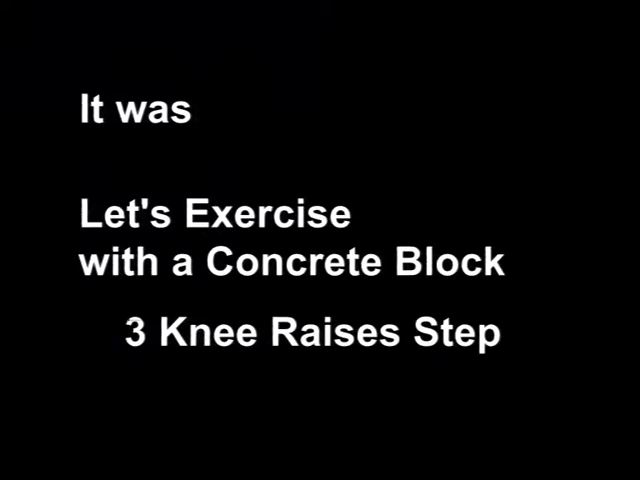 It was
Let's Exercise
with a Concrete Block
3 Knee Raises Step